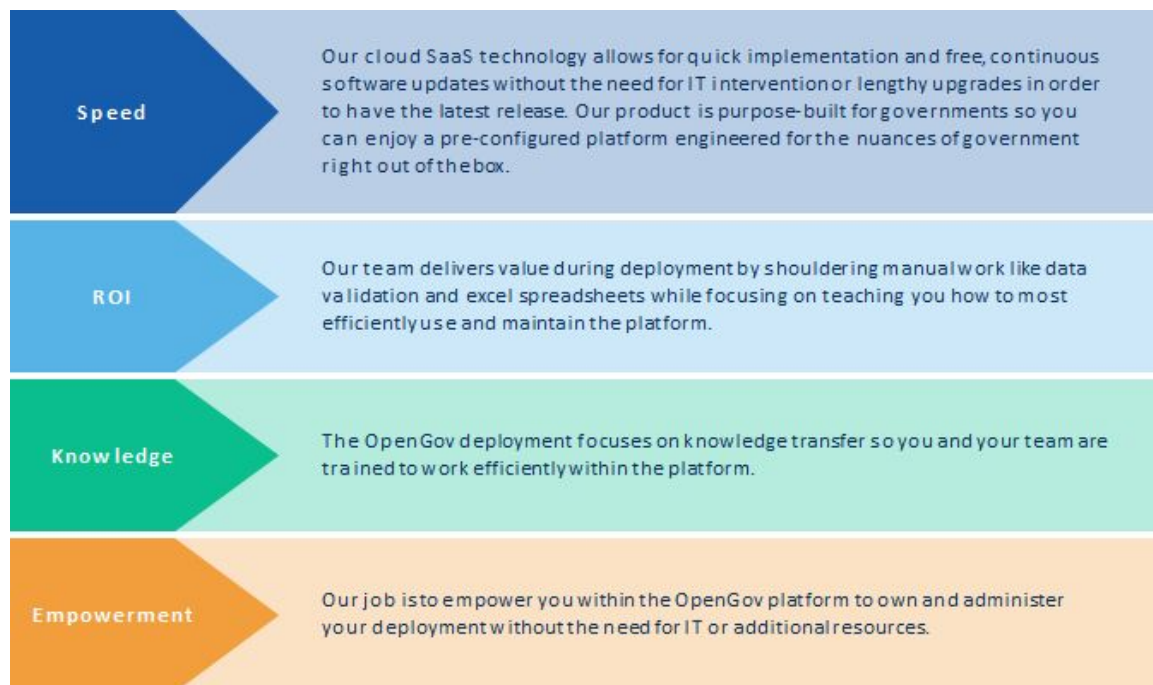 Speed
Our cloud SaaS technology allows for quick implementation and free, continuous
software updates without the need for IT intervention or lengthy upgrades in order
to have the latest release. Our product is purpose-built for governments so you
can enjoy a pre-configured platform engineered for the nuances of government
right out of the box.
ROI
Our team delivers value during deployment by shouldering manual work like data
validation and excel spreadsheets while focusing on teaching you how to most
efficiently use and maintain the platform.
Knowledge
The OpenGov deployment focuses on knowledge transfer so you and your team are
trained to work efficiently within the platform.
Empowerment
Our job is to empower you within the OpenGov platform to own and administer
your deployment without the need for IT or additional resources.